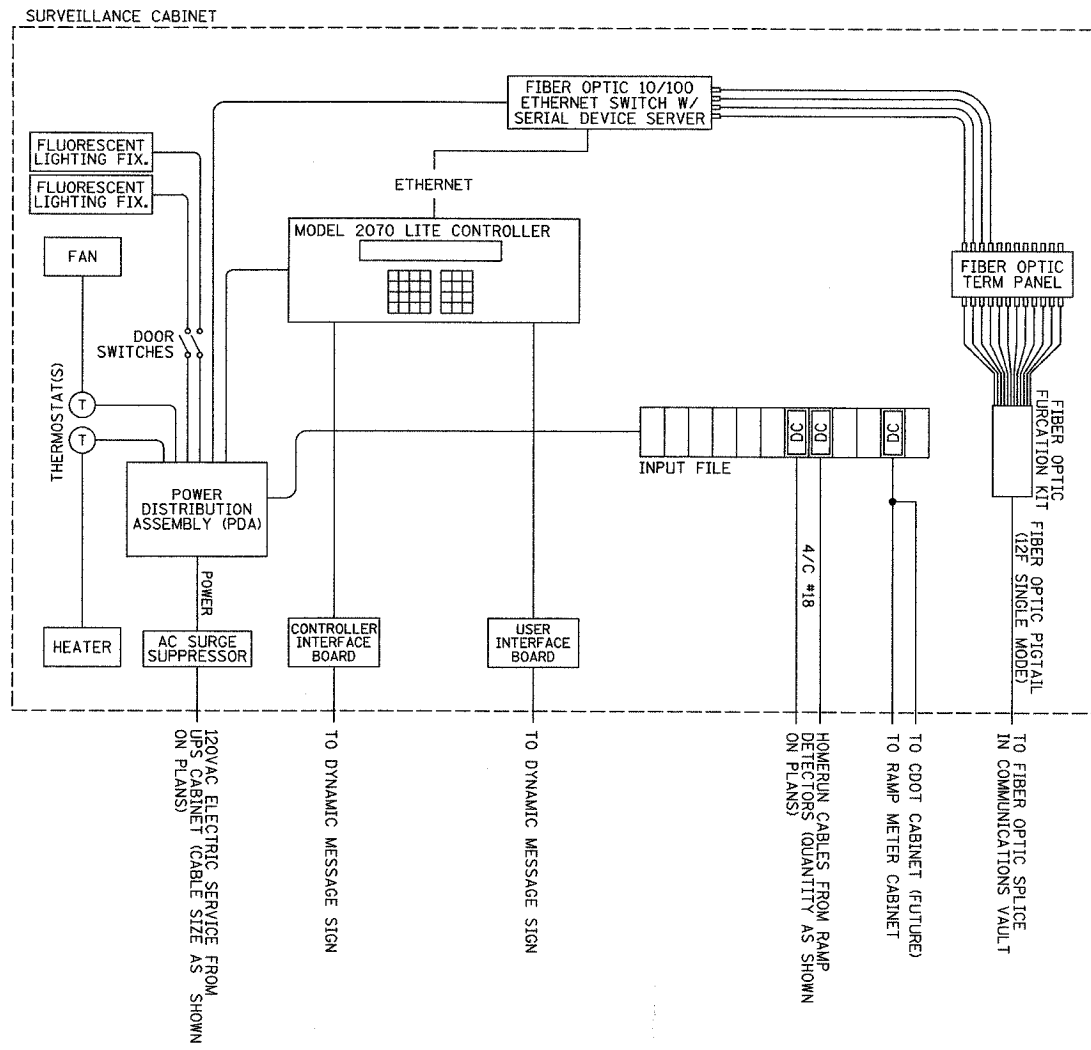 SURVEILLANCE CABINET
FIBER OPTIC 10/100
ETHERNET SWITCH W/
SERIAL DEVICE SERVER
FLUORESCENT
LIGHTING FIX.
FLUORESCENT
LIGHTING FIX.
ETHERNET
MODEL 2070 LITE CONTROLLER
FAN
FIBER OPTIC
TERM PANEL
DOOR
SWITCHES
THERMOSTAT(S)
T
T
DC
DC
DC
INPUT FILE
FIBER OPTIC
FURCATION KIT
POWER
DISTRIBUTION
ASSEMBLY (PDA)
POWER
4/C #18
FIBER OPTIC PIGTAIL
(12F SINGLE MODE)
HEATER
AC SURGE
SUPPRESSOR
CONTROLLER
INTERFACE
BOARD
USER
INTERFACE
BOARD
120VAC ELECTRIC SERVICE FROM
UPS CABINET (CABLE SIZE AS SHOWN
ON PLANS)
TO DYNAMIC MESSAGE SIGN
TO DYNAMIC MESSAGE SIGN
HOMERUN CABLES FROM RAMP
DETECTORS (QUANTITY AS SHOWN
ON PLANS)
TO RAMP METER CABINET
TO CDOT CABINET (FUTURE)
TO FIBER OPTIC SPLICE
IN COMMUNICATIONS VAULT